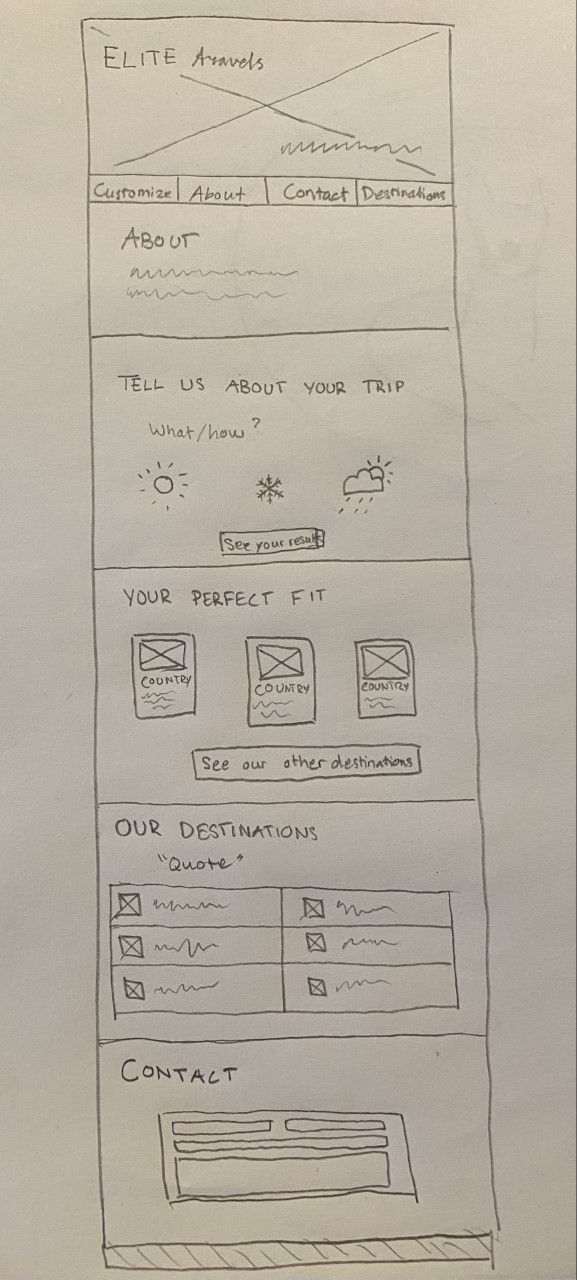 ELITE travels
Customize About Contact Destinations
ABOUT
TELL US ABOUT YOUR TRIP
What/how?
See your results
YOUR PERFECT FIT
COUNTRY COUNTRY COUNTRY
See our other destinations
OUR DESTINATIONS
"Quote"
CONTACT